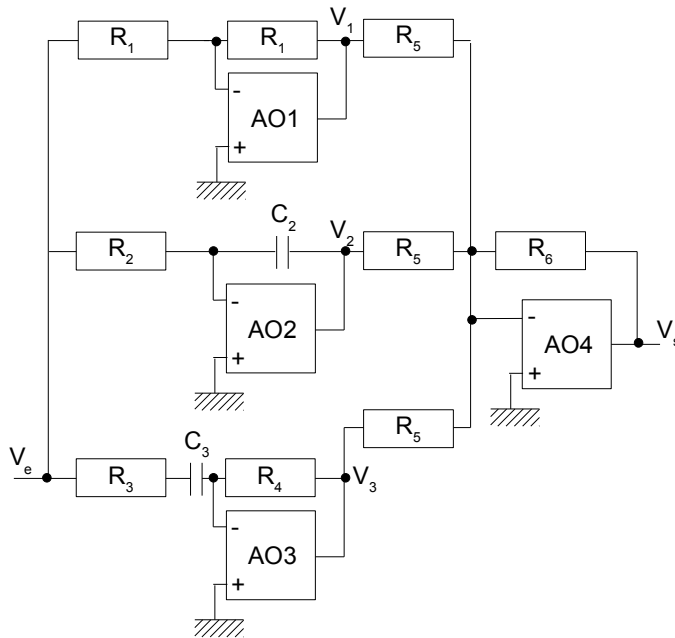 V₁
R₁ R₁ R₅
-
AO1
+
C₂
V₂
R₂ R₅ R₆
-
AO2
+
-
AO4
+
Vₛ
R₅
C₃
Vₑ
R₃ R₄ V₃
-
AO3
+